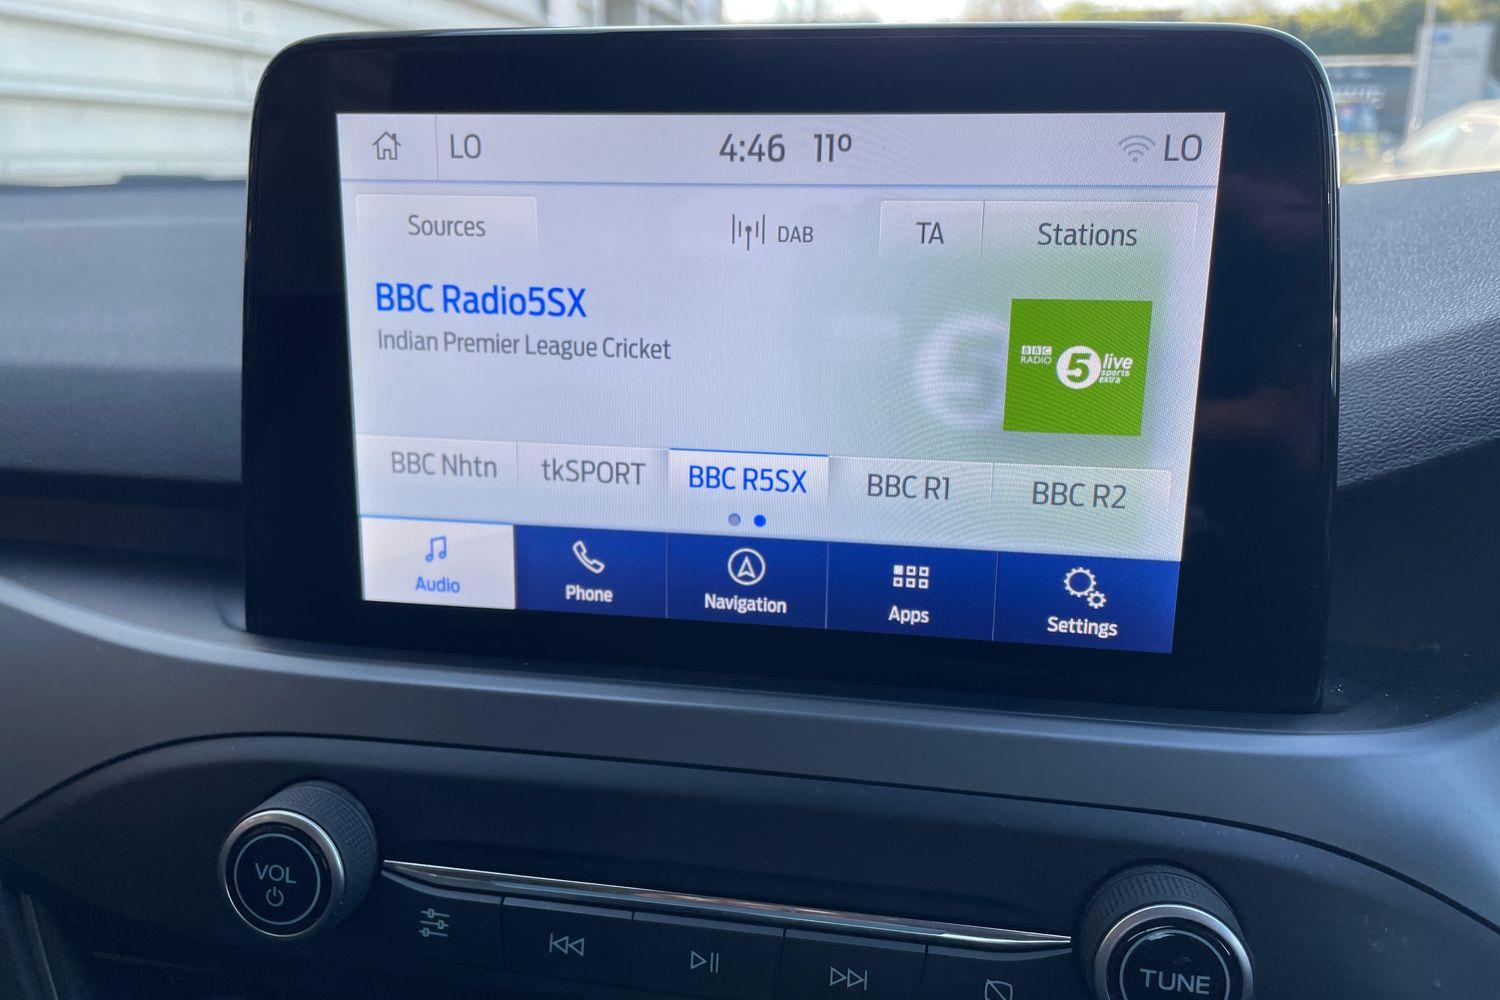 LO 4:46 11° LO
Sources DAB TA Stations
BBC Radio5SX
Indian Premier League Cricket
BBC
RADIO
5 live
sports
extra
BBC Nhtn tkSPORT BBC R5SX BBC R1 BBC R2
Audio Phone Navigation Apps Settings
VOL
TUNE